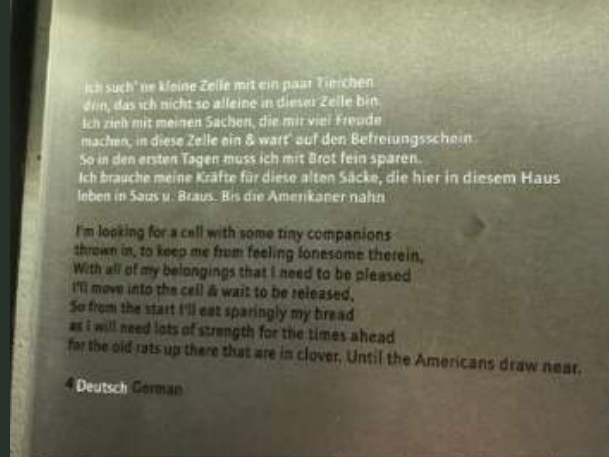 Ich such' ne kleine Zelle mit ein paar Tierchen
drin, das ich nicht so alleine in dieser Zelle bin.
Ich zieh mit meinen Sachen, die mir viel Freude
machen, in diese Zelle ein & wart' auf den Befreiungsschein.
So in den ersten Tagen muss ich mit Brot fein sparen.
Ich brauche meine Kräfte für diese alten Säcke, die hier in diesem Haus
leben in Saus u. Braus. Bis die Amerikaner nahn
I'm looking for a cell with some tiny companions
thrown in, to keep me from feeling lonesome therein,
With all of my belongings that I need to be pleased
I'll move into the cell & wait to be released,
So from the start I'll eat sparingly my bread
as I will need lots of strength for the times ahead
for the old rats up there that are in clover. Until the Americans draw near.
4 Deutsch German